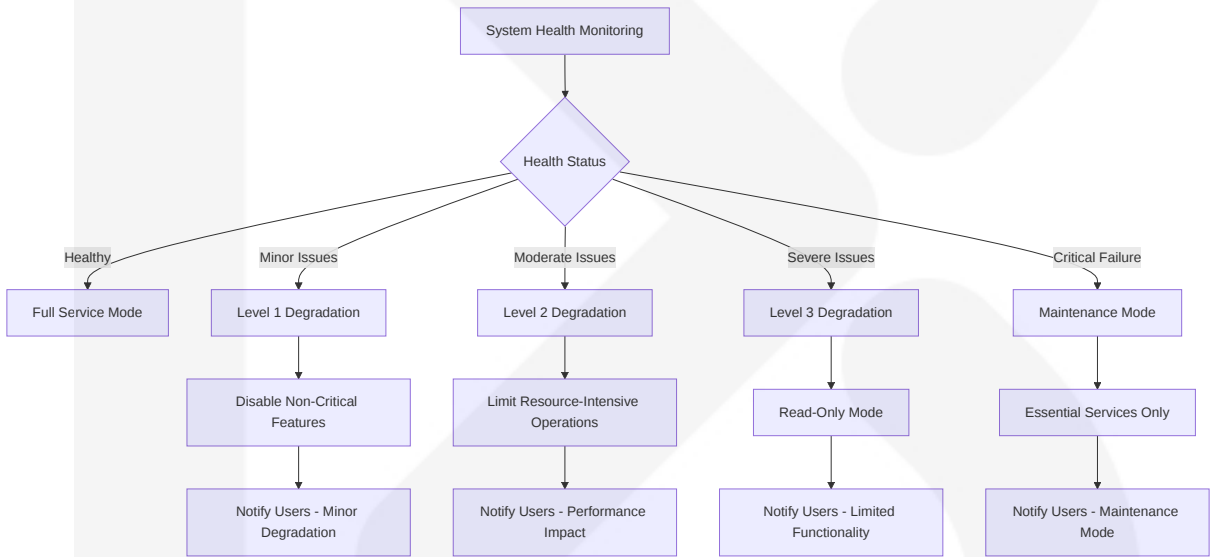 System Health Monitoring
Health Status
Healthy
Minor Issues
Moderate Issues
Severe Issues
Critical Failure
Full Service Mode
Level 1 Degradation
Level 2 Degradation
Level 3 Degradation
Maintenance Mode
Disable Non-Critical
Features
Limit Resource-Intensive
Operations
Read-Only Mode
Essential Services Only
Notify Users - Minor
Degradation
Notify Users - Performance
Impact
Notify Users - Limited
Functionality
Notify Users - Maintenance
Mode